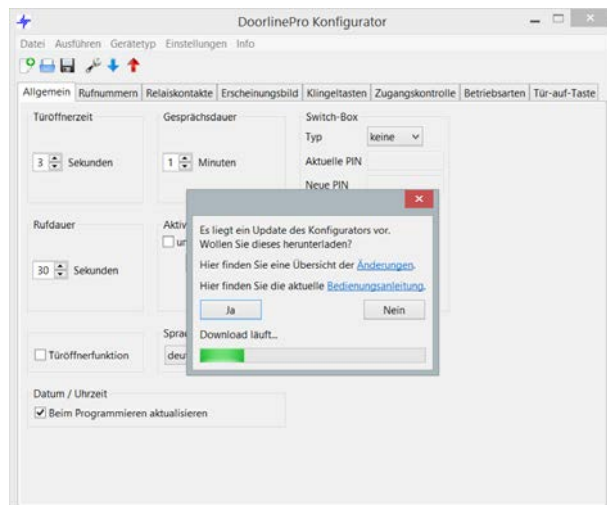 DoorlinePro Konfigurator
Datei Ausführen Gerätetyp Einstellungen Info
Allgemein Rufnummern Relaiskontakte Erscheinungsbild Klingeltasten Zugangskontrolle Betriebsarten Tür-auf-Taste
Türöffnerzeit Gesprächsdauer Switch-Box
Typ keine
3 Sekunden 1 Minuten Aktuelle PIN
Neue PIN
Rufdauer Aktiv
Es liegt ein Update des Konfigurators vor.
Wollen Sie dieses herunterladen?
Hier finden Sie eine Übersicht der Änderungen.
30 Sekunden
Hier finden Sie die aktuelle Bedienungsanleitung.
Ja Nein
Download läuft...
Türöffnerfunktion
Datum / Uhrzeit
Beim Programmieren aktualisieren